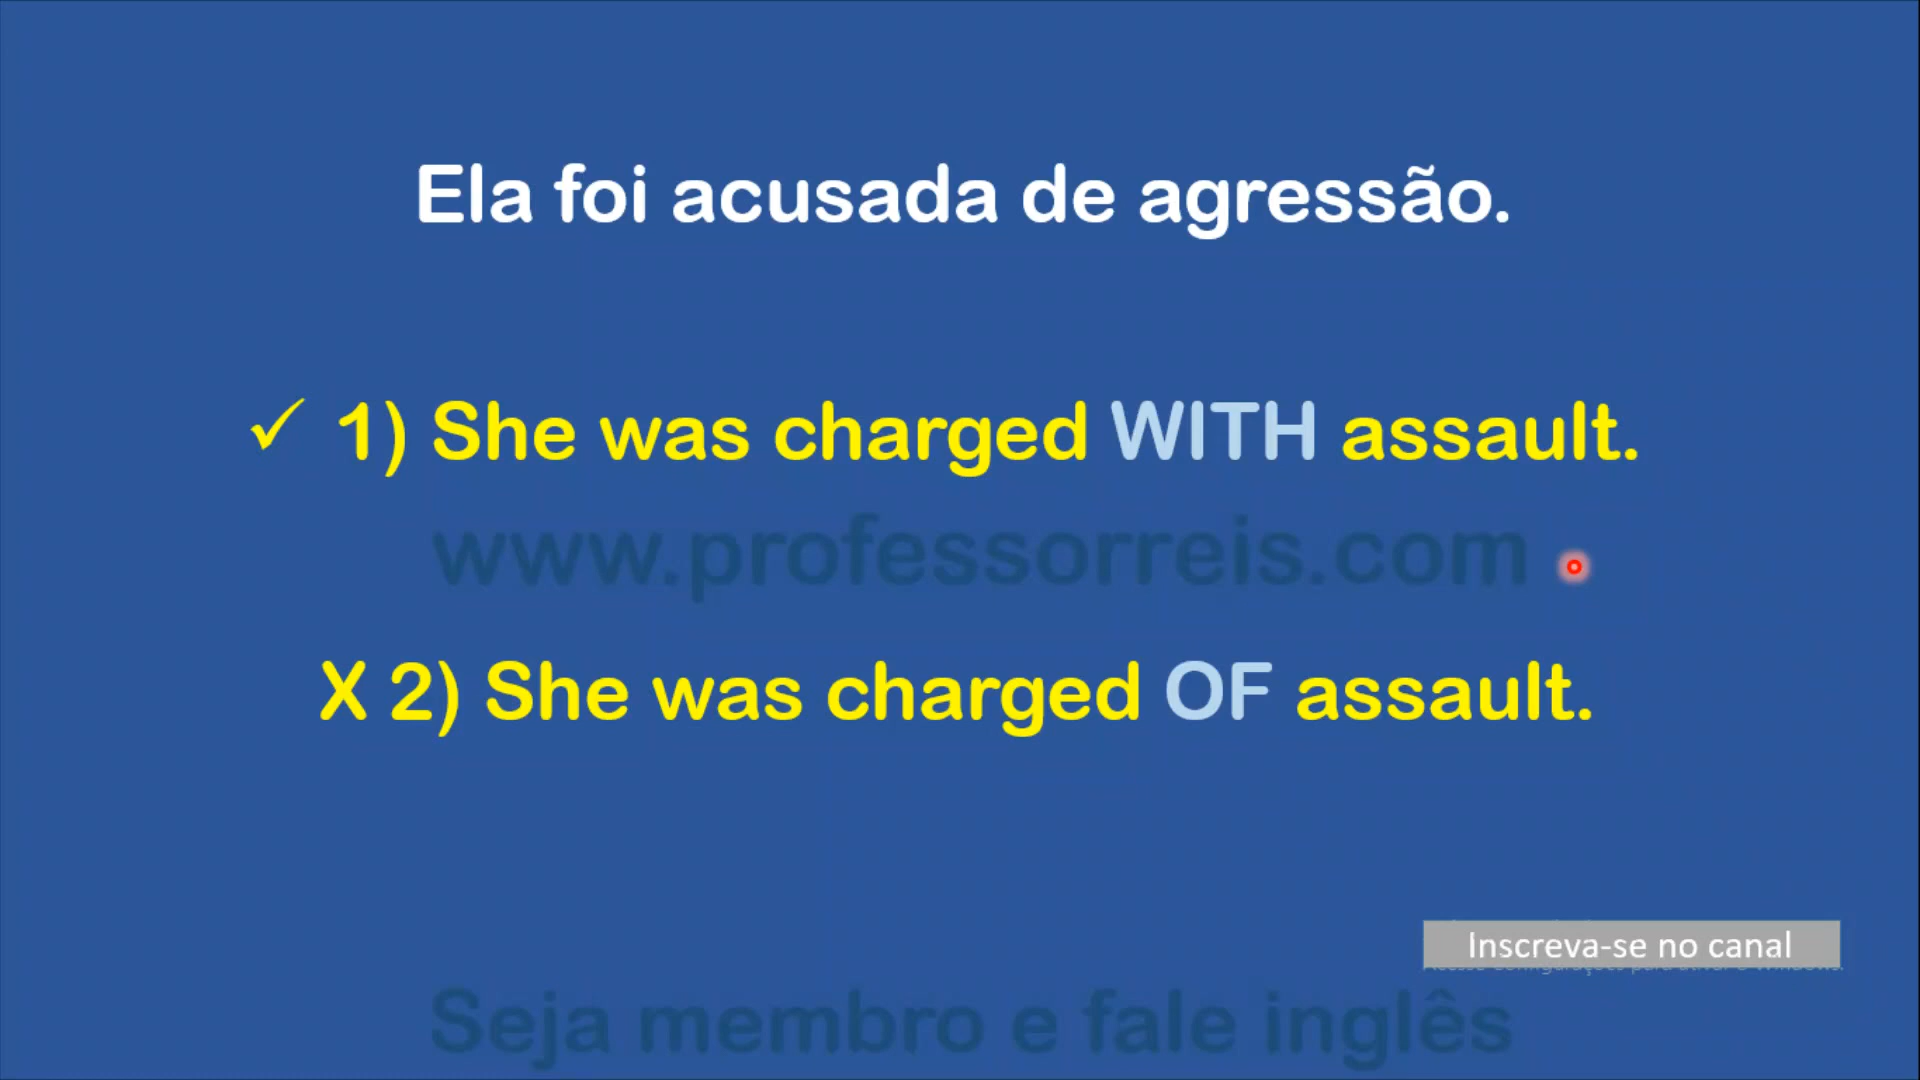 Ela foi acusada de agressão.
✓ 1) She was charged WITH assault.
www.professorreis.com
X 2) She was charged OF assault.
Inscreva-se no canal
Seja membro e fale inglês